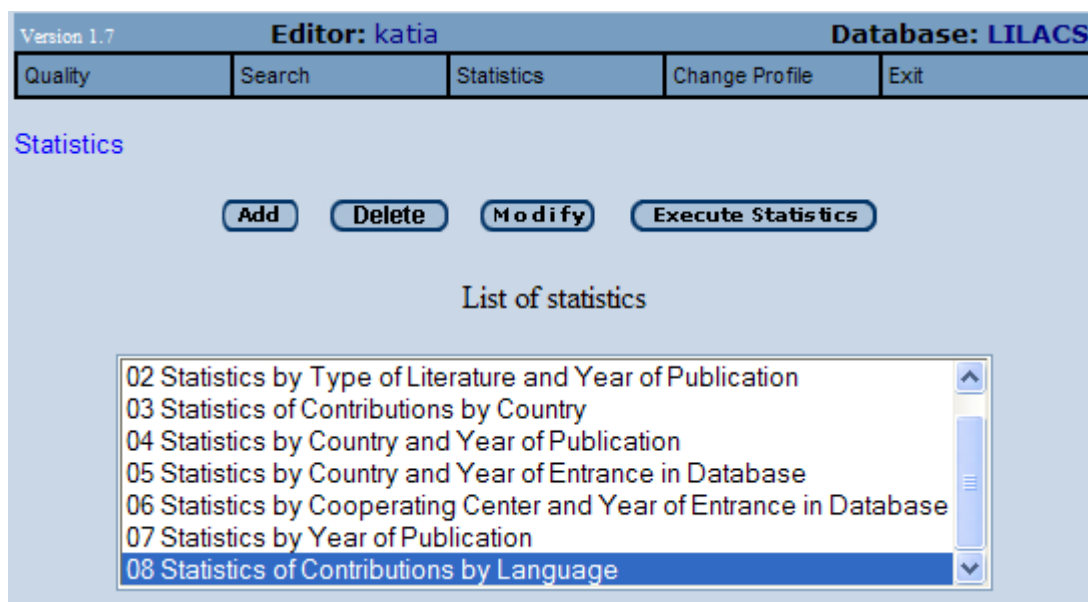 Version 1.7 Editor: katia Database: LILACS
Quality Search Statistics Change Profile Exit
Statistics
Add Delete Modify Execute Statistics
List of statistics
02 Statistics by Type of Literature and Year of Publication
03 Statistics of Contributions by Country
04 Statistics by Country and Year of Publication
05 Statistics by Country and Year of Entrance in Database
06 Statistics by Cooperating Center and Year of Entrance in Database
07 Statistics by Year of Publication
08 Statistics of Contributions by Language